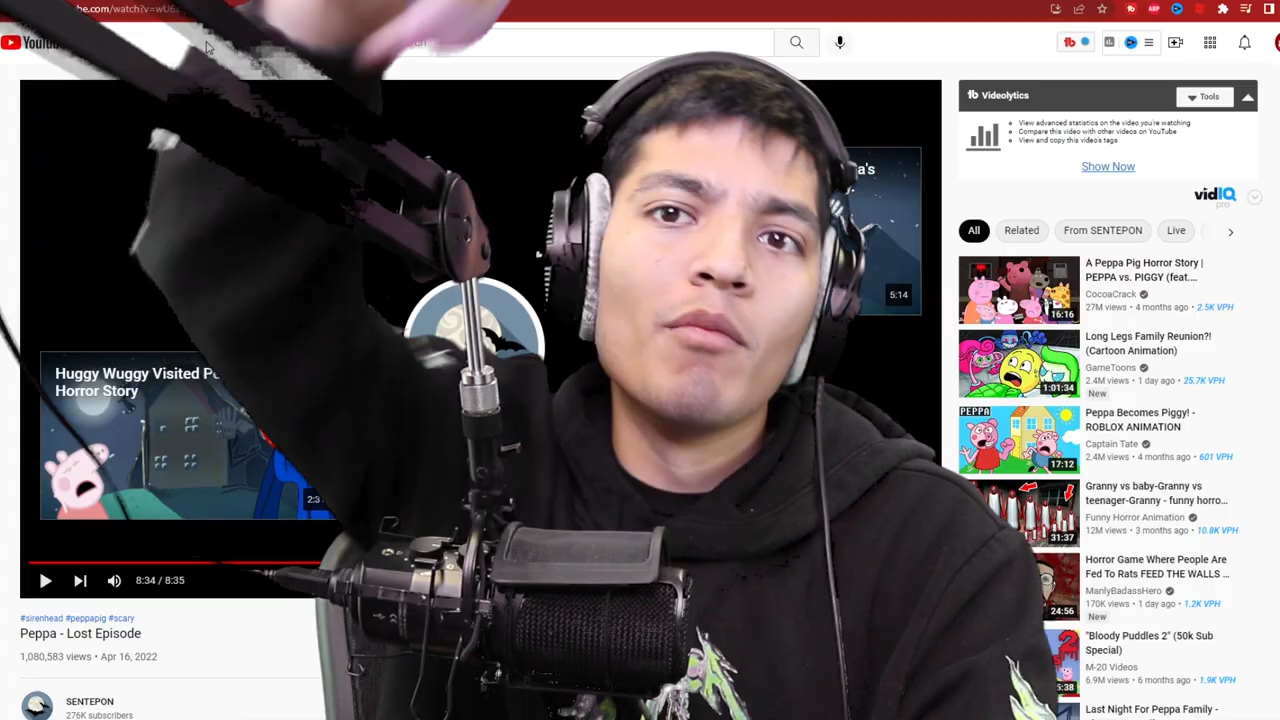 be.com/watch?v=wU6
ABP
YouTube
Videolytics
Tools
View advanced statistics on the video you're watching
Compare this video with other videos on YouTube
View and copy this video's tags
Show Now
vidIQ
pro
All
Related
From SENTEPON
Live
a's
5:14
Huggy Wuggy Visited
Horror Story
2:3
8:34 / 8:35
#sirenhead #peppapig #scary
Peppa - Lost Episode
1,080,583 views • Apr 16, 2022
SENTEPON
276K subscribers
A Peppa Pig Horror Story |
PEPPA vs. PIGGY (feat....
CocoaCrack
27M views • 4 months ago • 2.5K VPH
16:16
Long Legs Family Reunion?!
(Cartoon Animation)
GameToons
2.4M views • 1 day ago • 25.7K VPH
New
1:01:34
PEPPA
Peppa Becomes Piggy! -
ROBLOX ANIMATION
Captain Tate
2.4M views • 4 months ago • 601 VPH
17:12
Granny vs baby-Granny vs
teenager-Granny - funny horro...
Funny Horror Animation
12M views • 3 months ago • 10.8K VPH
31:37
Horror Game Where People Are
Fed To Rats FEED THE WALLS ...
ManlyBadassHero
170K views • 1 day ago • 1.2K VPH
New
24:56
"Bloody Puddles 2" (50k Sub
Special)
M-20 Videos
6.9M views • 6 months ago • 1.9K VPH
5:38
Last Night For Peppa Family -